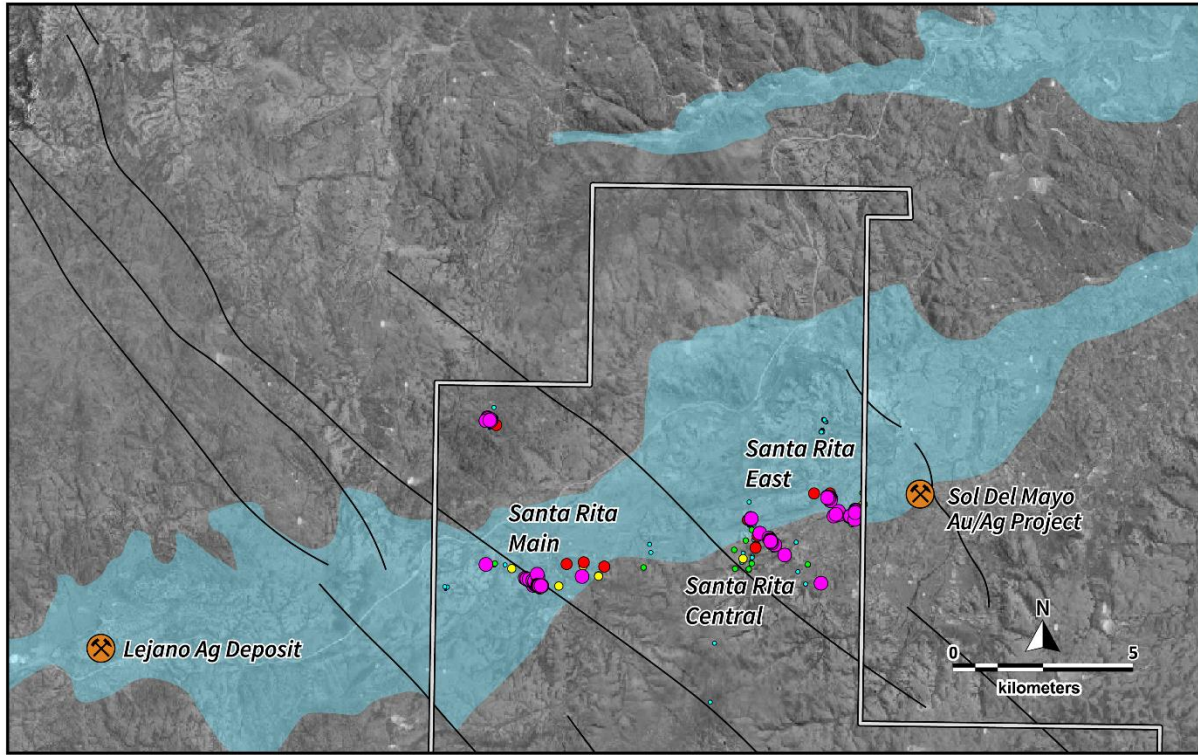 Santa Rita
East
Santa Rita
Main
Sol Del Mayo
Au/Ag Project
Santa Rita
Central
Lejano Ag Deposit
N
0 5
kilometers